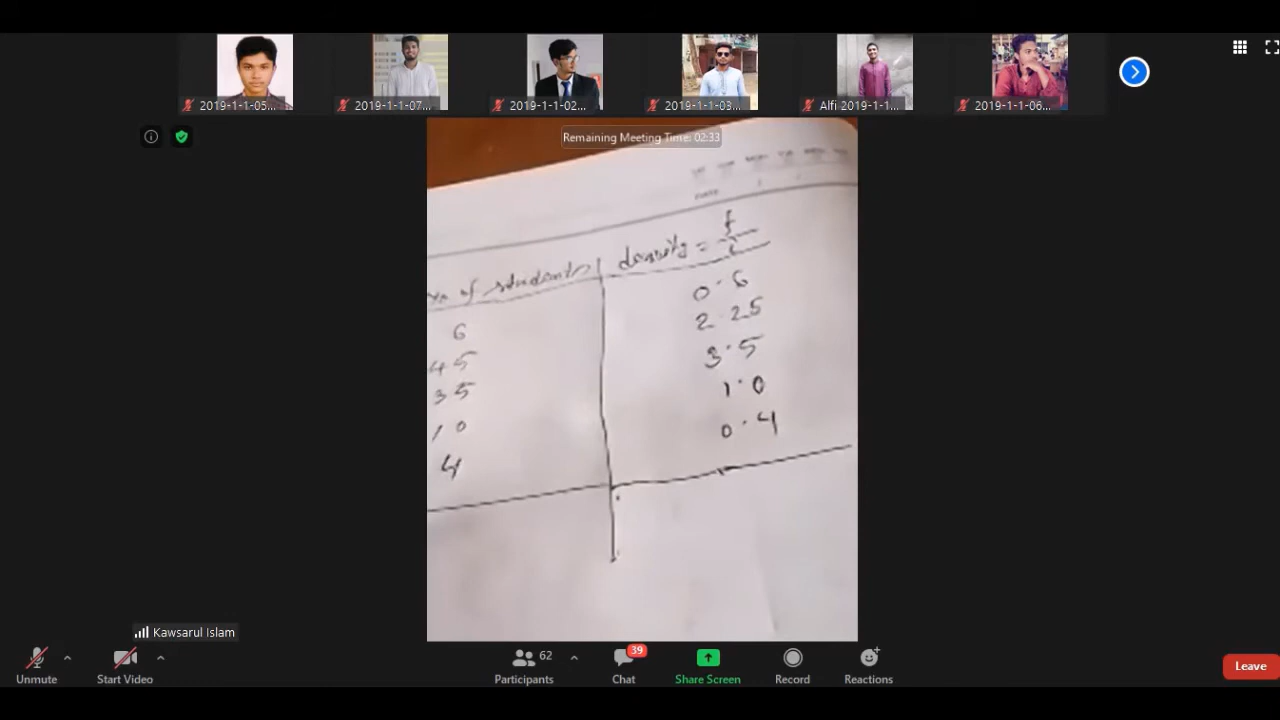 2019-1-1-05...
2019-1-1-07...
2019-1-1-02...
2019-1-1-03...
Alfi 2019-1-1...
2019-1-1-06...
Remaining Meeting Time: 02:33
DATE
of students density = f/i
6 0.6
45 2.25
35 3.5
10 1.0
4 0.4
Kawsarul Islam
Unmute
Start Video
62
Participants
39
Chat
Share Screen
Record
Reactions
Leave